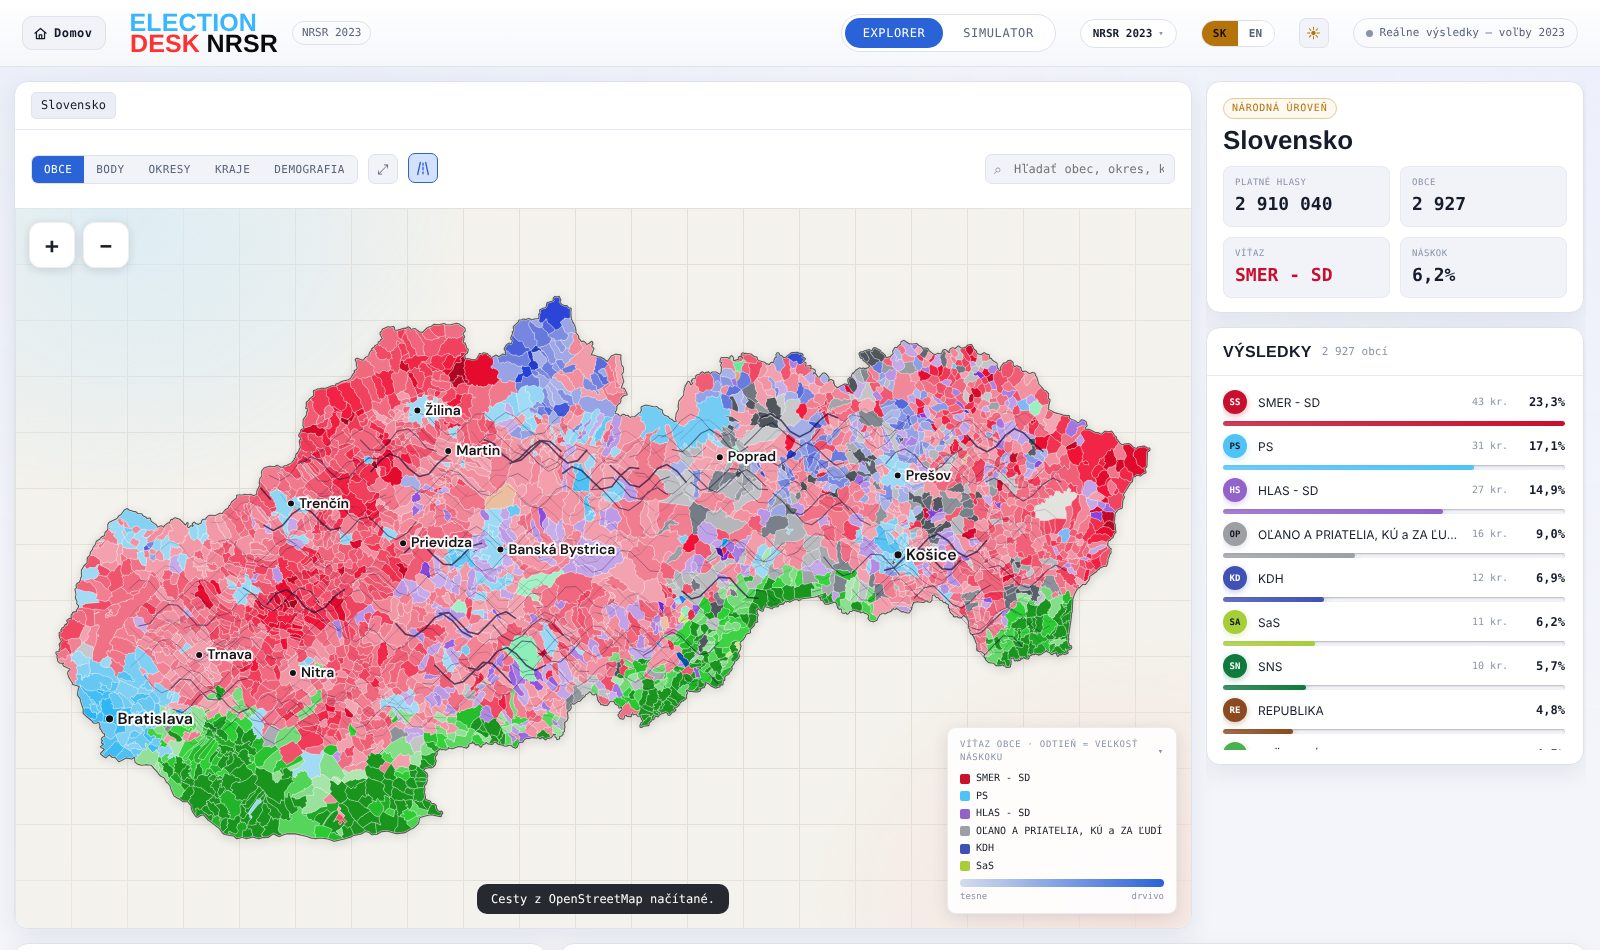 Domov
ELECTION
DESK NRSR
NRSR 2023
EXPLORER
SIMULATOR
NRSR 2023
SK
EN
Reálne výsledky — voľby 2023
Slovensko
OBCE
BODY
OKRESY
KRAJE
DEMOGRAFIA
Hľadať obec, okres, k
+
−
Žilina
Martin
Poprad
Prešov
Trenčín
Prievidza
Banská Bystrica
Košice
Trnava
Nitra
Bratislava
VÍŤAZ OBCE · ODTIEŇ = VEĽKOSŤ
NÁSKOKU
SMER - SD
PS
HLAS - SD
OĽANO A PRIATELIA, KÚ a ZA ĽUDÍ
KDH
SaS
tesne
drvivo
Cesty z OpenStreetMap načítané.
NÁRODNÁ ÚROVEŇ
Slovensko
PLATNÉ HLASY
2 910 040
OBCE
2 927
VÍŤAZ
SMER - SD
NÁSKOK
6,2%
VÝSLEDKY 2 927 obcí
SS SMER - SD 43 kr. 23,3%
PS PS 31 kr. 17,1%
HS HLAS - SD 27 kr. 14,9%
OP OĽANO A PRIATELIA, KÚ a ZA ĽU... 16 kr. 9,0%
KD KDH 12 kr. 6,9%
SA SaS 11 kr. 6,2%
SN SNS 10 kr. 5,7%
RE REPUBLIKA 4,8%